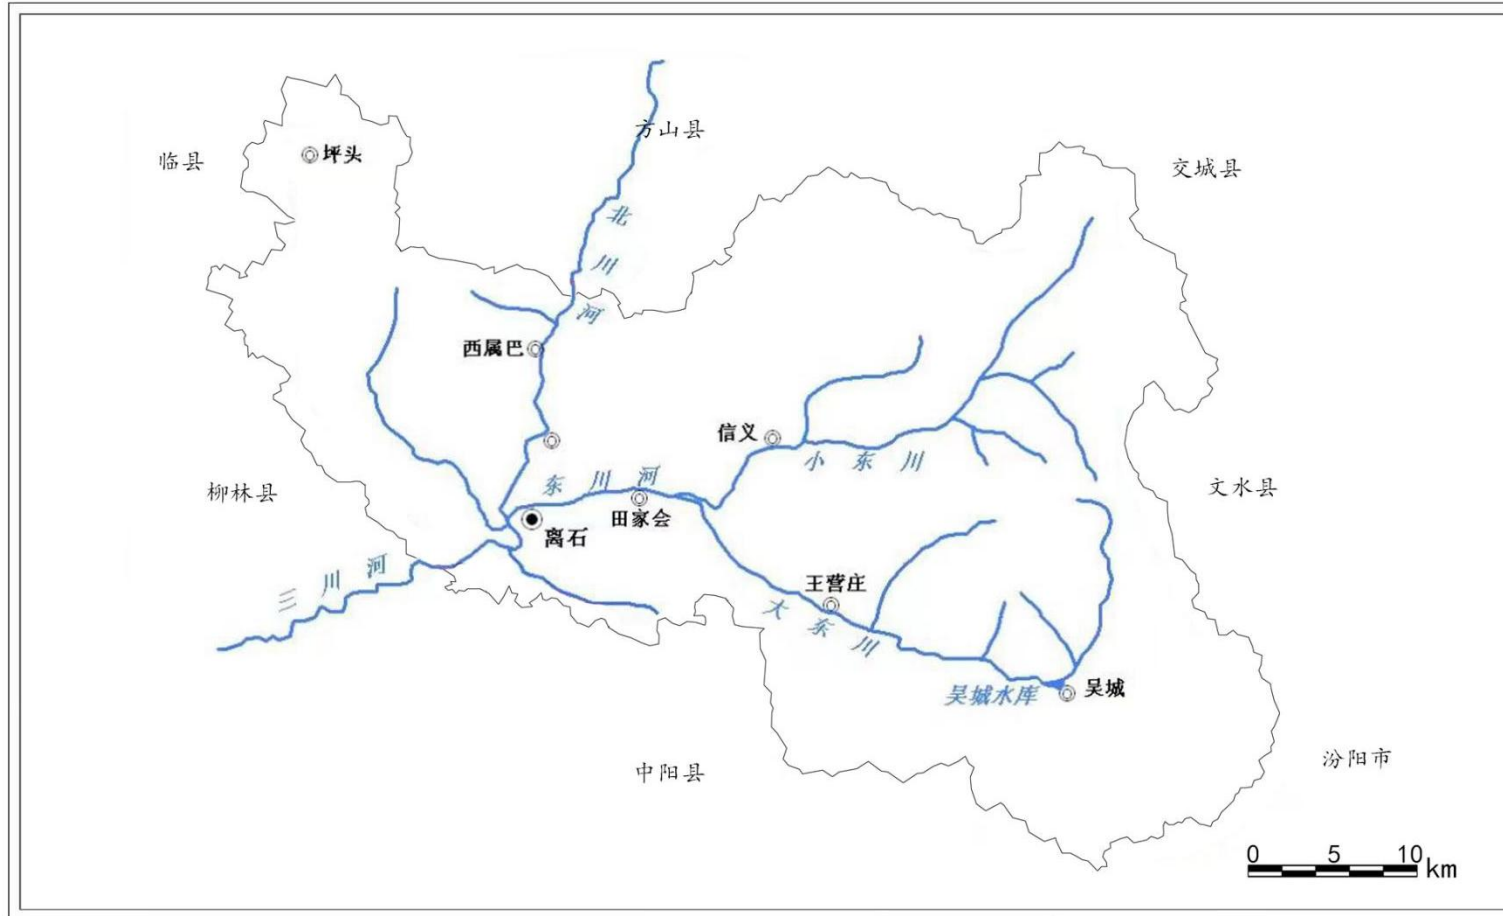 方山县
临县
坪头
交城县
北川河
西属巴
信义
小东川
柳林县
东川河
田家会
文水县
离石
三川河
王营庄
大东川
吴城水库
吴城
中阳县
汾阳市
0 5 10 km